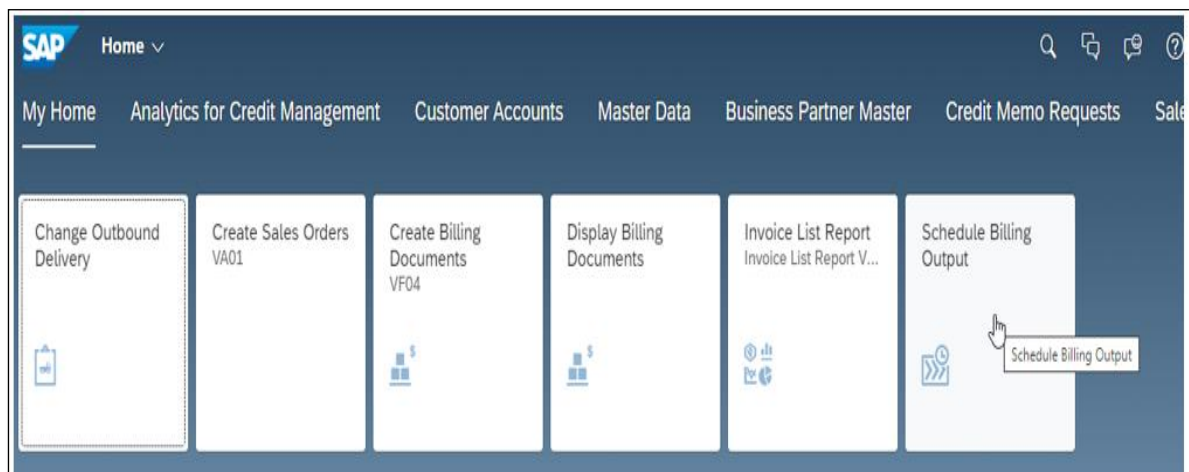 SAP Home
My Home Analytics for Credit Management Customer Accounts Master Data Business Partner Master Credit Memo Requests Sale
Change Outbound
Delivery
Create Sales Orders
VA01
Create Billing
Documents
VF04
Display Billing
Documents
Invoice List Report
Invoice List Report V...
Schedule Billing
Output
Schedule Billing Output